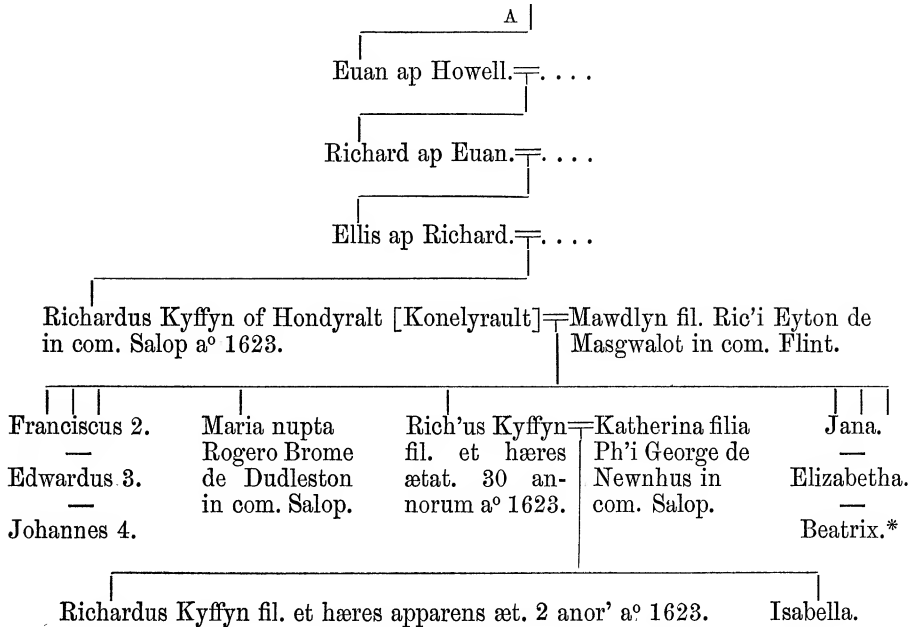 A
Euan ap Howell. . . . .
Richard ap Euan. . . . .
Ellis ap Richard. . . . .
Richardus Kyffyn of Hondyralt [Konelyrault]
in com. Salop aº 1623.
Mawdlyn fil. Ric'i Eyton de
Masgwalot in com. Flint.
Franciscus 2.
—
Edwardus 3.
—
Johannes 4.
Maria nupta
Rogero Brome
de Dudleston
in com. Salop.
Rich'us Kyffyn
fil. et hæres
ætat. 30 an-
norum aº 1623.
Katherina filia
Ph'i George de
Newnhus in
com. Salop.
Jana.
—
Elizabetha.
—
Beatrix.*
Richardus Kyffyn fil. et hæres apparens æt. 2 anor' aº 1623.
Isabella.